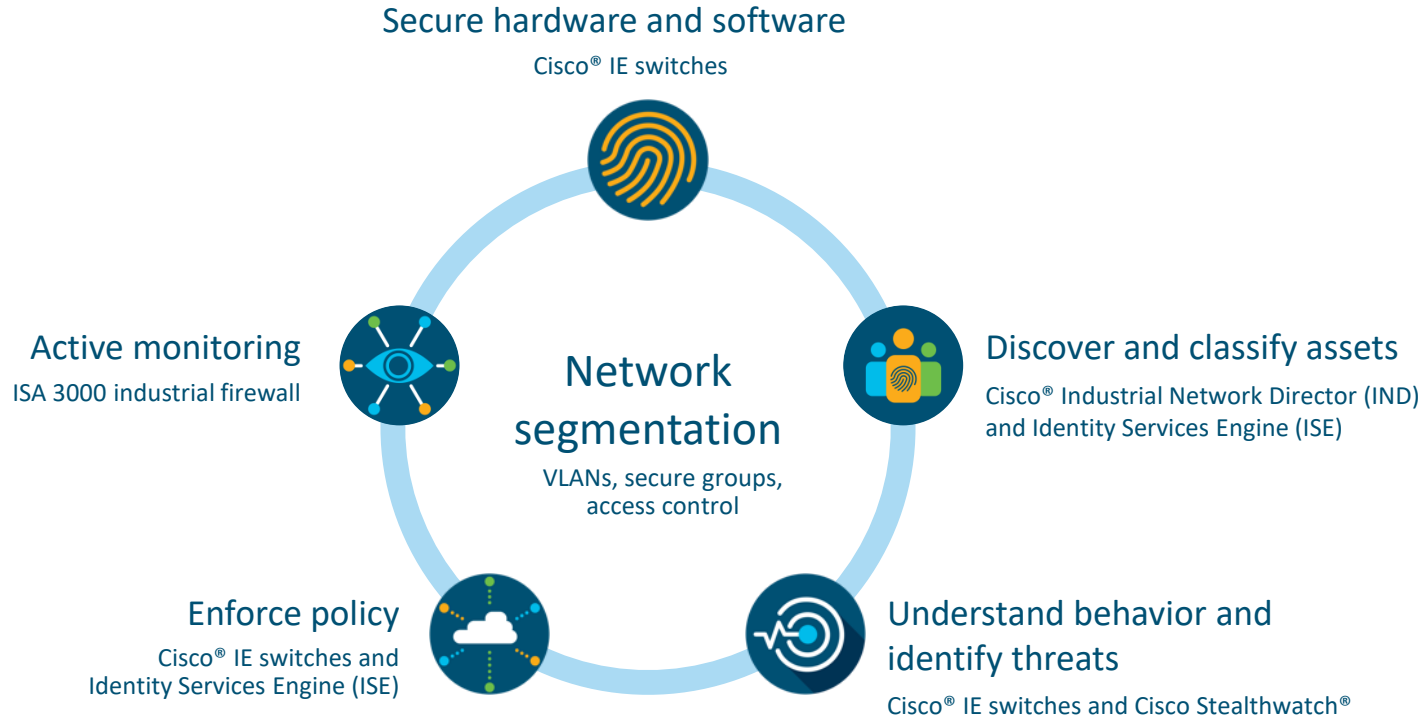 Secure hardware and software
Cisco® IE switches
Discover and classify assets
Cisco® Industrial Network Director (IND)
and Identity Services Engine (ISE)
Understand behavior and
identify threats
Cisco® IE switches and Cisco Stealthwatch®
Enforce policy
Cisco® IE switches and
Identity Services Engine (ISE)
Active monitoring
ISA 3000 industrial firewall
Network
segmentation
VLANs, secure groups,
access control